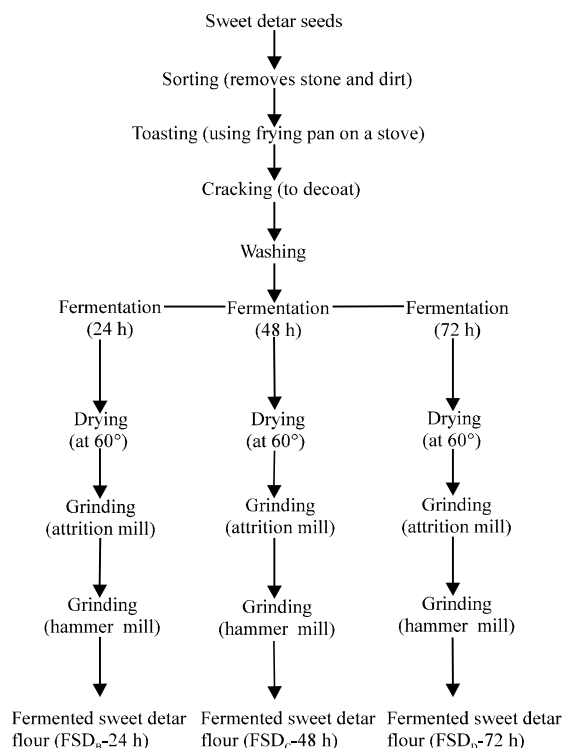 Sweet detar seeds
Sorting (removes stone and dirt)
Toasting (using frying pan on a stove)
Cracking (to decoat)
Washing
Fermentation
(24 h)
Fermentation
(48 h)
Fermentation
(72 h)
Drying
(at 60°)
Drying
(at 60°)
Drying
(at 60°)
Grinding
(attrition mill)
Grinding
(attrition mill)
Grinding
(attrition mill)
Grinding
(hammer mill)
Grinding
(hammer mill)
Grinding
(hammer mill)
Fermented sweet detar
flour (FSDB-24 h)
Fermented sweet detar
flour (FSDC-48 h)
Fermented sweet detar
flour (FSDD-72 h)